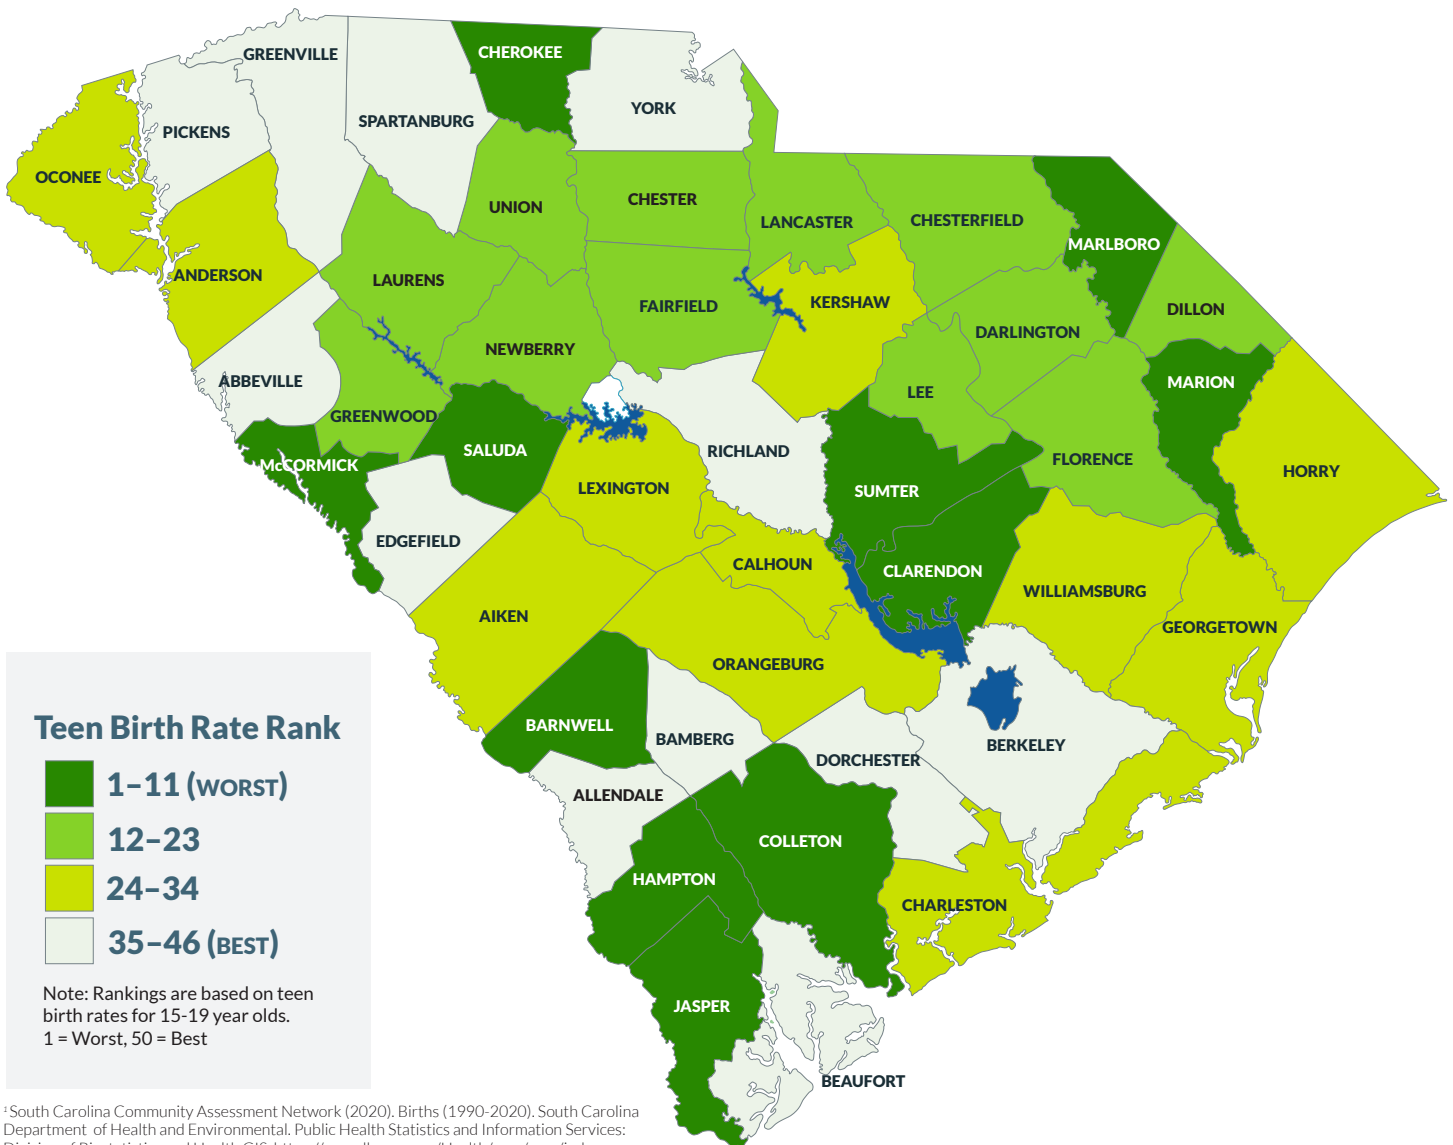 GREENVILLE
CHEROKEE
YORK
SPARTANBURG
PICKENS
OCONEE
UNION
CHESTER
LANCASTER
CHESTERFIELD
MARLBORO
ANDERSON
LAURENS
FAIRFIELD
KERSHAW
DARLINGTON
DILLON
NEWBERRY
ABBEVILLE
GREENWOOD
LEE
MARION
SALUDA
RICHLAND
McCORMICK
FLORENCE
HORRY
LEXINGTON
SUMTER
EDGEFIELD
CALHOUN
CLARENDON
WILLIAMSBURG
AIKEN
GEORGETOWN
ORANGEBURG
BARNWELL
BAMBERG
BERKELEY
DORCHESTER
ALLENDALE
COLLETON
HAMPTON
CHARLESTON
JASPER
BEAUFORT
Teen Birth Rate Rank
1–11 (WORST)
12–23
24–34
35–46 (BEST)
Note: Rankings are based on teen
birth rates for 15-19 year olds.
1 = Worst, 50 = Best
1 South Carolina Community Assessment Network (2020). Births (1990-2020). South Carolina
Department of Health and Environmental. Public Health Statistics and Information Services: